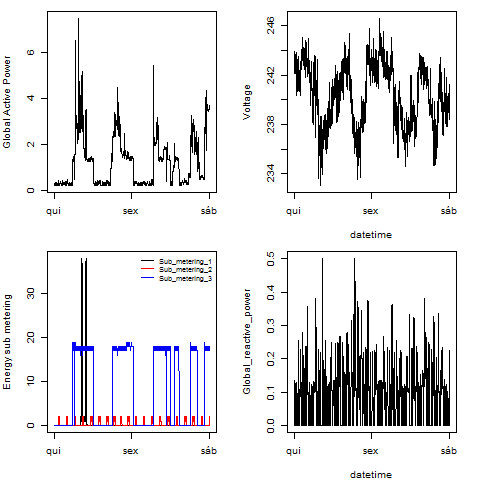 Global Active Power
0
2
4
6
qui
sex
sáb
Voltage
234
238
242
246
qui
sex
sáb
datetime
Energy sub metering
0
10
20
30
Sub_metering_1
Sub_metering_2
Sub_metering_3
qui
sex
sáb
Global_reactive_power
0.0
0.1
0.2
0.3
0.4
0.5
qui
sex
sáb
datetime